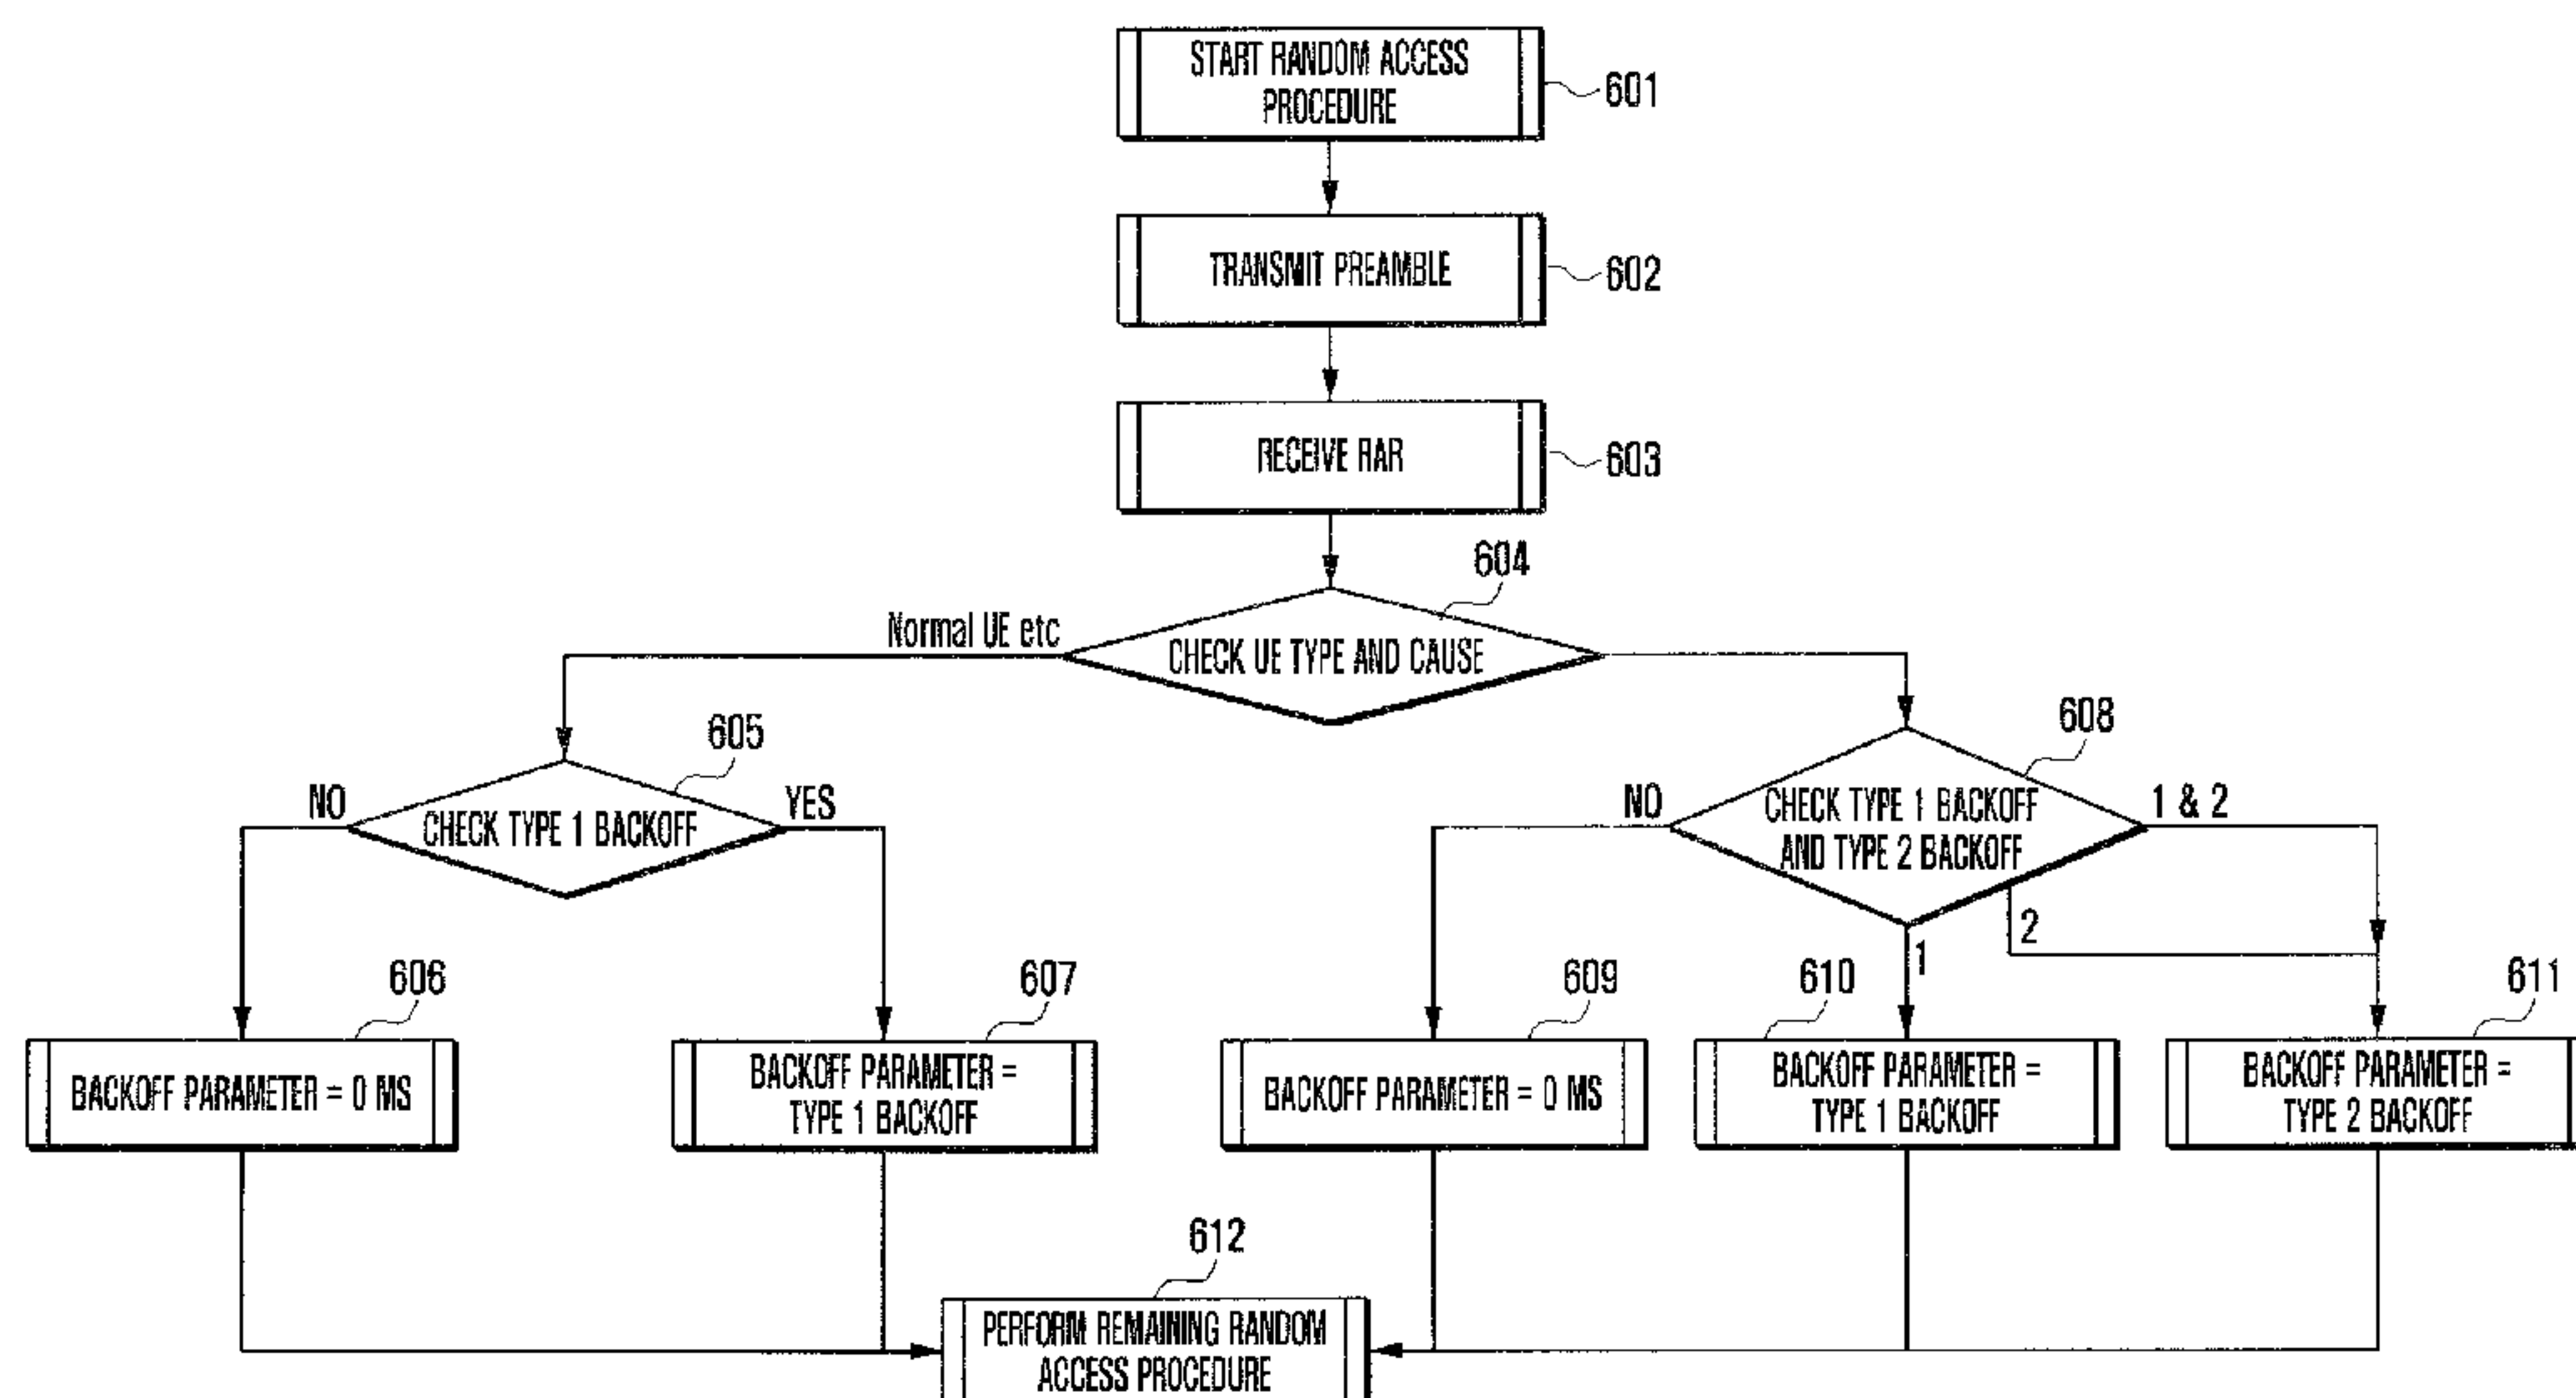 START RANDOM ACCESS
PROCEDURE
601
TRANSMIT PREAMBLE
602
RECEIVE RAR
603
604
Normal UE etc
CHECK UE TYPE AND CAUSE
605
NO
CHECK TYPE 1 BACKOFF
YES
608
NO
CHECK TYPE 1 BACKOFF
AND TYPE 2 BACKOFF
1 & 2
2
1
606
BACKOFF PARAMETER = 0 MS
607
BACKOFF PARAMETER =
TYPE 1 BACKOFF
609
BACKOFF PARAMETER = 0 MS
610
BACKOFF PARAMETER =
TYPE 1 BACKOFF
611
BACKOFF PARAMETER =
TYPE 2 BACKOFF
612
PERFORM REMAINING RANDOM
ACCESS PROCEDURE